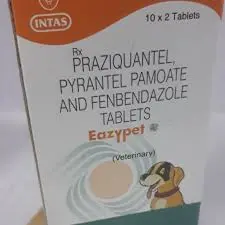 INTAS
10 x 2 Tablets
Rx
PRAZIQUANTEL,
PYRANTEL PAMOATE
AND FENBENDAZOLE
TABLETS
Eazypet
(Veterinary)